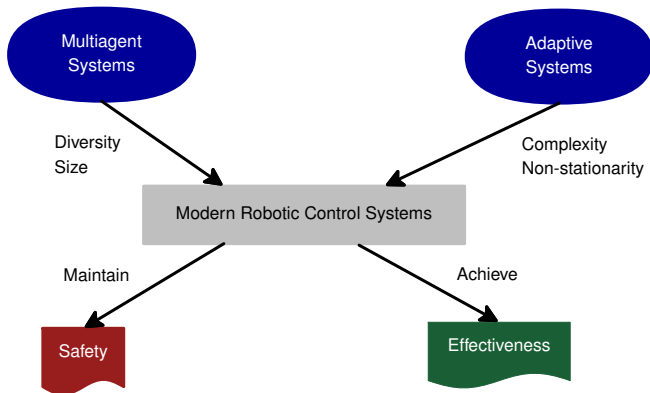 Multiagent
Systems
Adaptive
Systems
Diversity
Size
Complexity
Non-stationarity
Modern Robotic Control Systems
Maintain
Achieve
Safety
Effectiveness